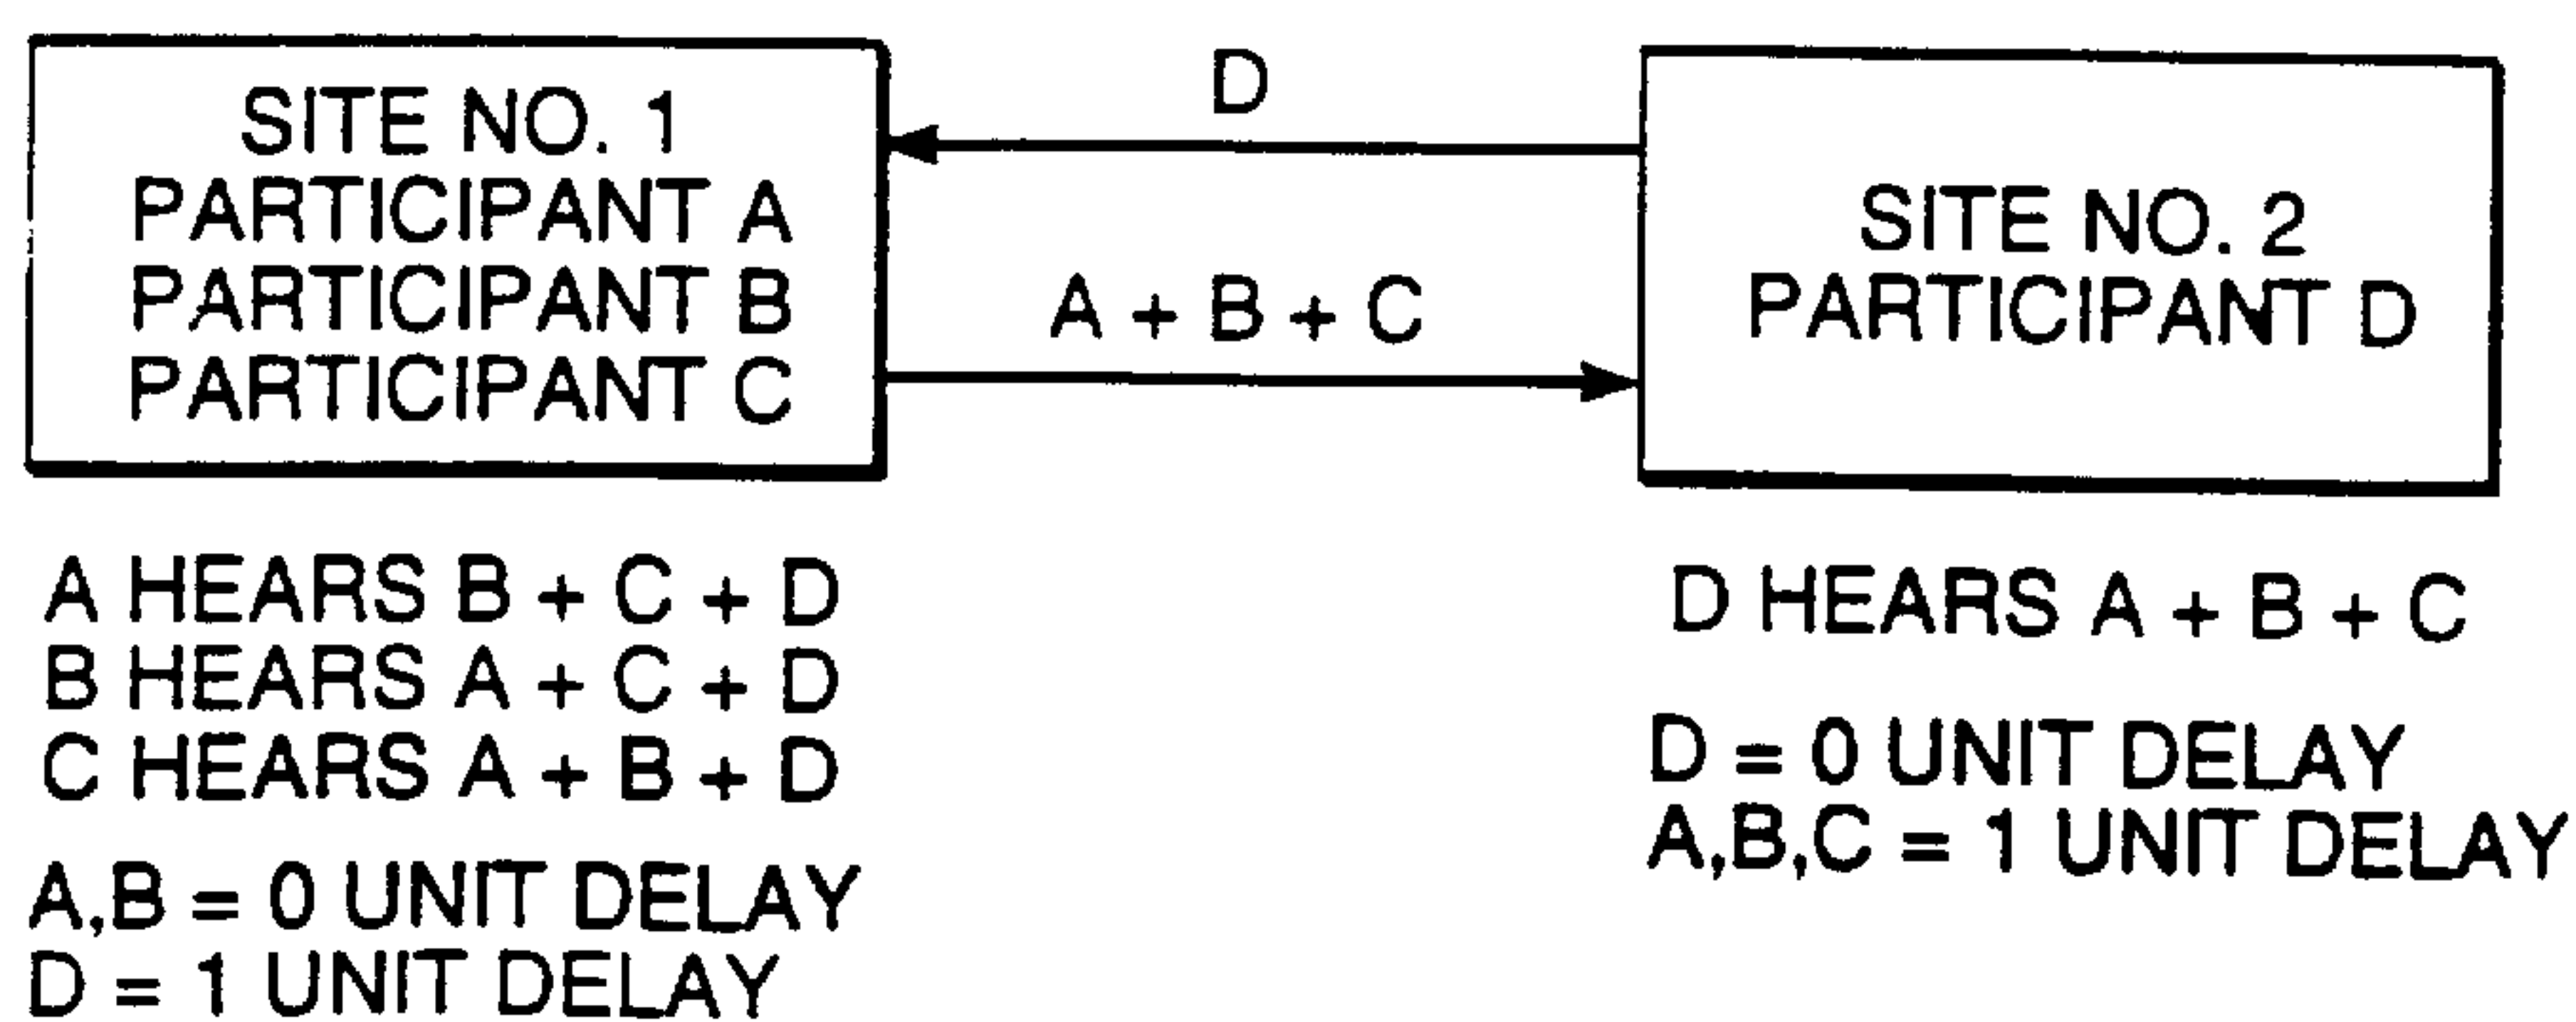 SITE NO. 1
PARTICIPANT A
PARTICIPANT B
PARTICIPANT C
D
A + B + C
SITE NO. 2
PARTICIPANT D
A HEARS B + C + D
B HEARS A + C + D
C HEARS A + B + D
A,B = 0 UNIT DELAY
D = 1 UNIT DELAY
D HEARS A + B + C
D = 0 UNIT DELAY
A,B,C = 1 UNIT DELAY